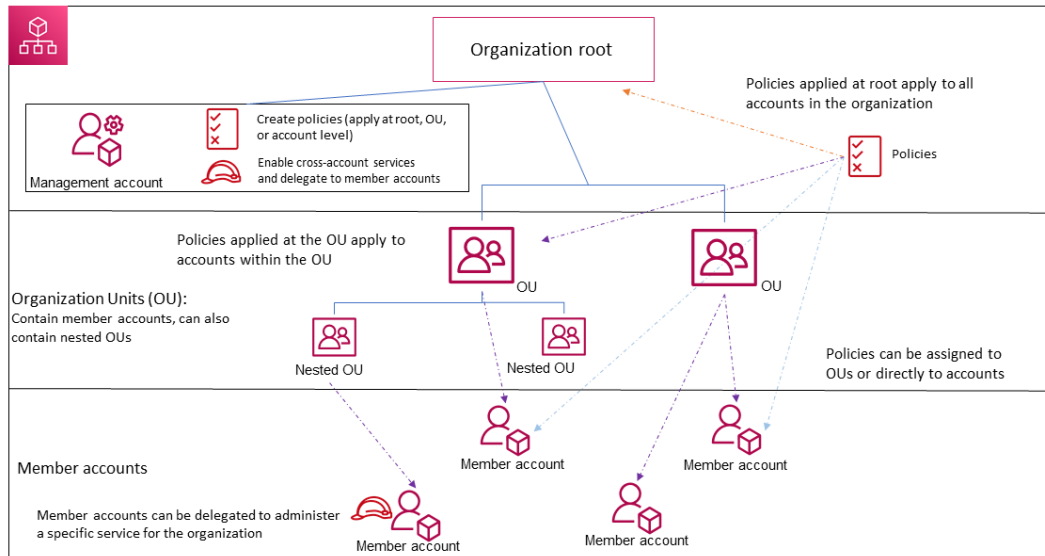 Organization root
Policies applied at root apply to all
accounts in the organization
Create policies (apply at root, OU,
or account level)
Policies
Enable cross-account services
and delegate to member accounts
Management account
Policies applied at the OU apply to
accounts within the OU
OU
OU
Organization Units (OU):
Contain member accounts, can also
contain nested OUs
Nested OU
Nested OU
Policies can be assigned to
OUs or directly to accounts
Member account
Member account
Member accounts
Member accounts can be delegated to administer
a specific service for the organization
Member account
Member account